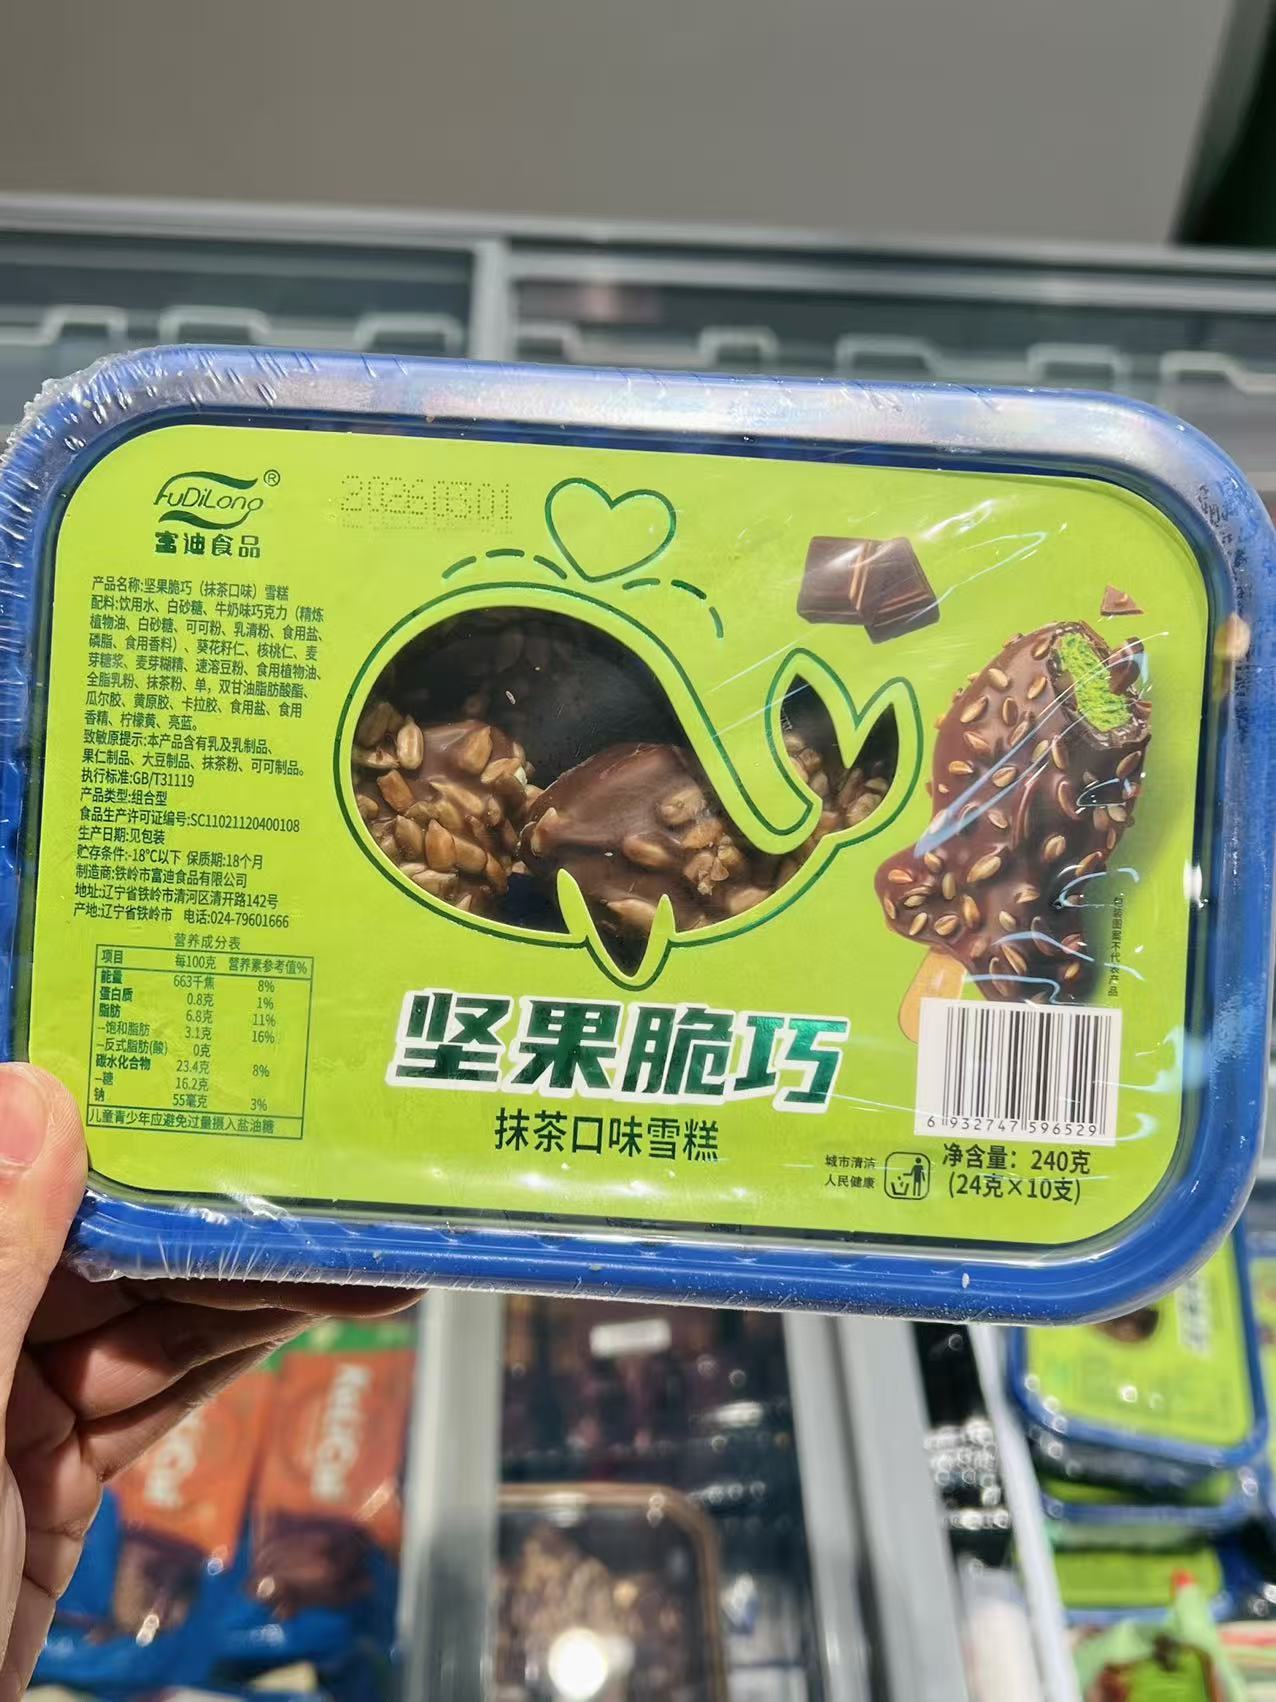 FuDiLong®
富迪食品
20260301
产品名称:坚果脆巧（抹茶口味）雪糕
配料:饮用水、白砂糖、牛奶味巧克力（精炼
植物油、白砂糖、可可粉、乳清粉、食用盐、
磷脂、食用香料）、葵花籽仁、核桃仁、麦
芽糖浆、麦芽糊精、速溶豆粉、食用植物油、
全脂乳粉、抹茶粉、单，双甘油脂肪酸酯、
瓜尔胶、黄原胶、卡拉胶、食用盐、食用
香精、柠檬黄、亮蓝。
致敏原提示:本产品含有乳及乳制品、
果仁制品、大豆制品、抹茶粉、可可制品。
执行标准:GB/T31119
产品类型:组合型
食品生产许可证编号:SC11021120400108
生产日期:见包装
贮存条件:-18°C以下 保质期:18个月
制造商:铁岭市富迪食品有限公司
地址:辽宁省铁岭市清河区清开路142号
产地:辽宁省铁岭市 电话:024-79601666
营养成分表
项目 每100克 营养素参考值%
能量 663千焦 8%
蛋白质 0.8克 1%
脂肪 6.8克 11%
--饱和脂肪 3.1克 16%
--反式脂肪(酸) 0克
碳水化合物 23.4克 8%
--糖 16.2克
钠 55毫克 3%
儿童青少年应避免过量摄入盐油糖
坚果脆巧
抹茶口味雪糕
包装图案不代表产品
6 932747 596529
城市清洁
人民健康
净含量：240克
(24克×10支)